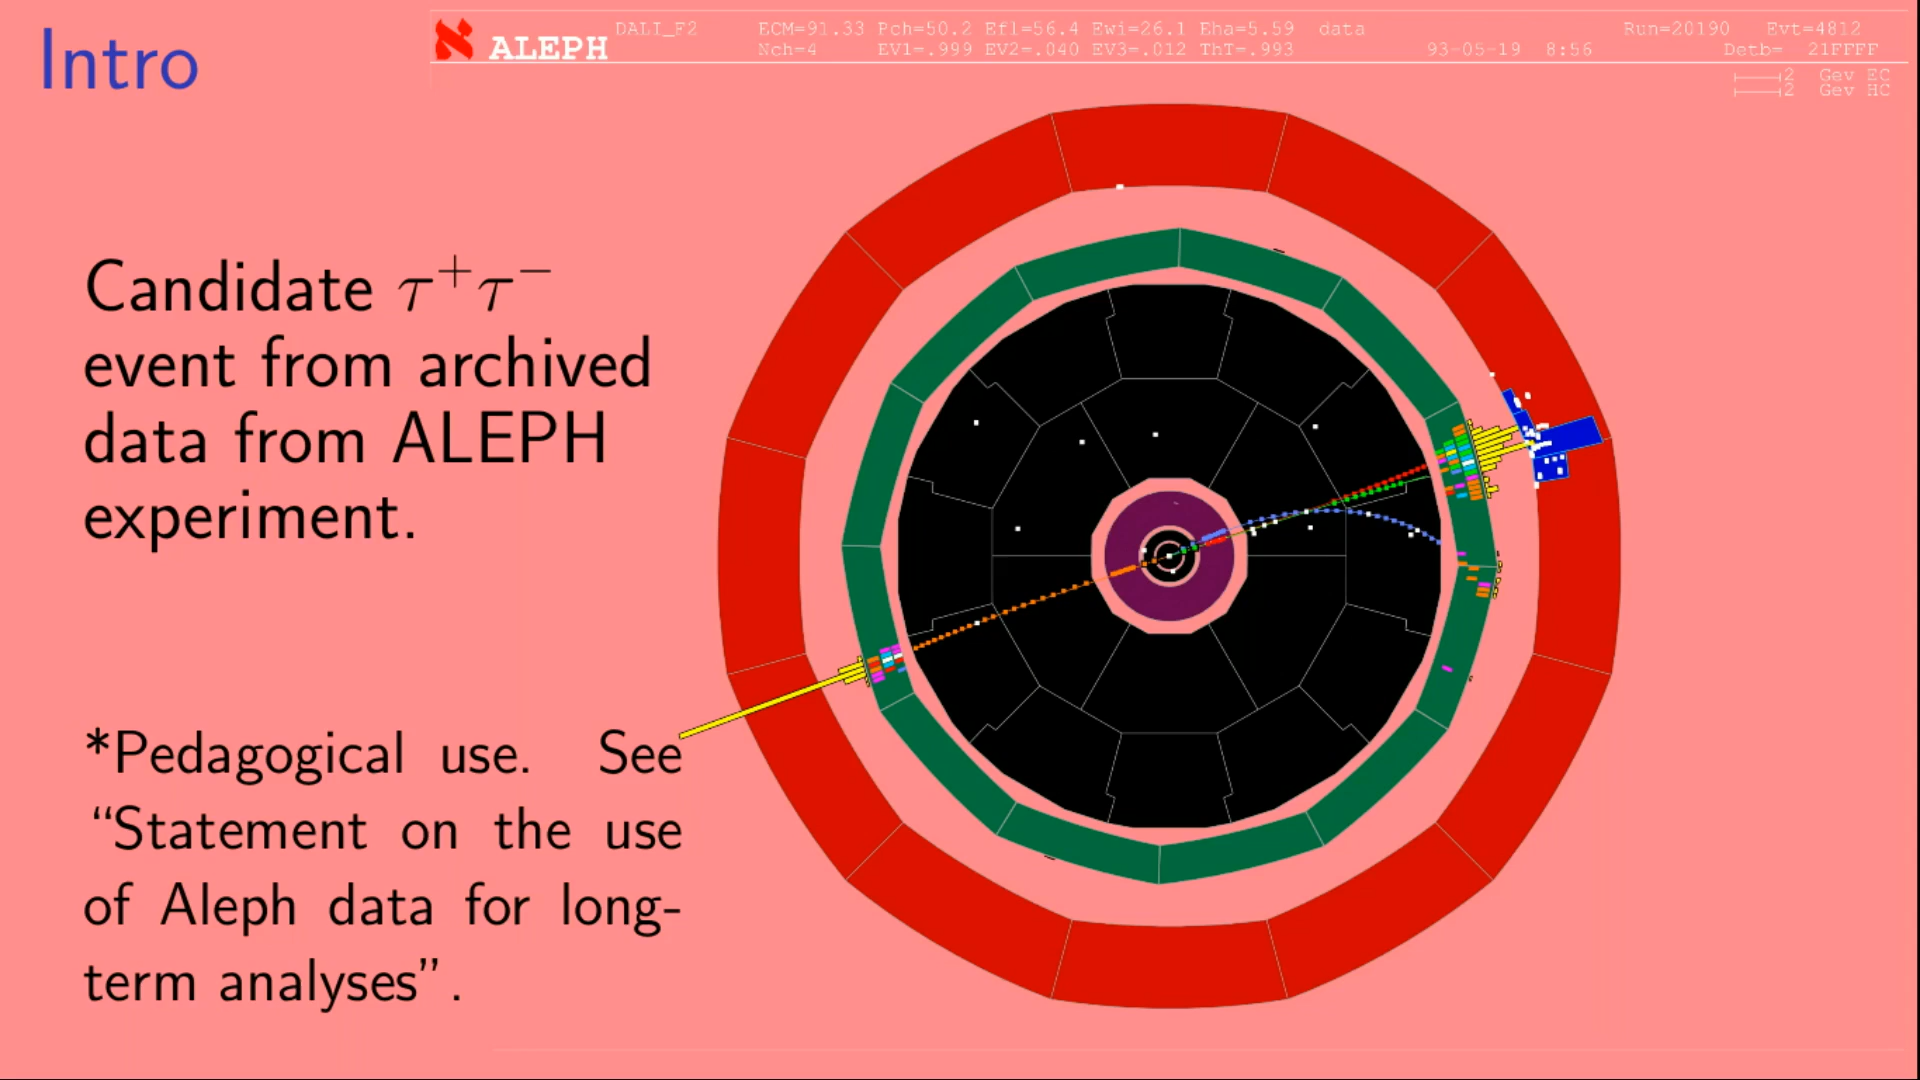 Intro
ℵ ALEPH DALI_F2 ECM=91.33 Pch=50.2 Efl=56.4 Ewi=26.1 Eha=5.59 data Run=20190 Evt=4812
Nch=4 EV1=.999 EV2=.040 EV3=.012 ThT=.993 93-05-19 8:56 Detb= 21FFFF
2 Gev EC
2 Gev HC
Candidate τ⁺τ⁻
event from archived
data from ALEPH
experiment.
*Pedagogical use. See
“Statement on the use
of Aleph data for long-
term analyses”.